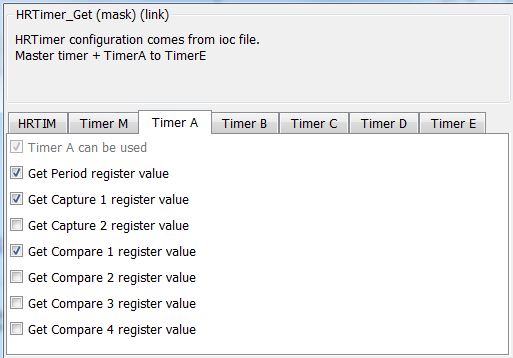 HRTimer_Get (mask) (link)
HRTimer configuration comes from ioc file.
Master timer + TimerA to TimerE
HRTIM Timer M Timer A Timer B Timer C Timer D Timer E
Timer A can be used
Get Period register value
Get Capture 1 register value
Get Capture 2 register value
Get Compare 1 register value
Get Compare 2 register value
Get Compare 3 register value
Get Compare 4 register value